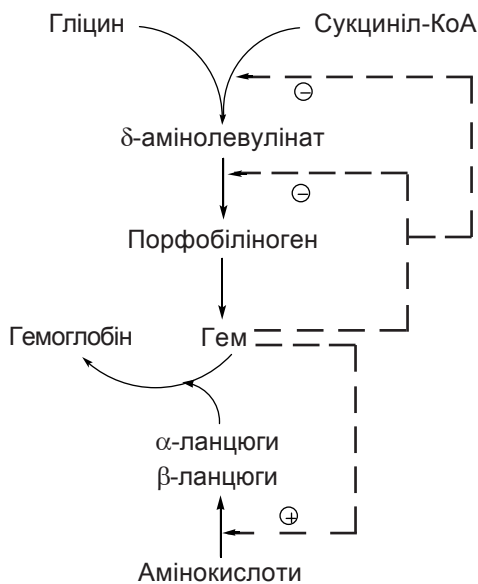 Гліцин
Сукциніл-КоА
−
δ-амінолевулінат
−
Порфобіліноген
Гемоглобін
Гем
α-ланцюги
β-ланцюги
+
Амінокислоти